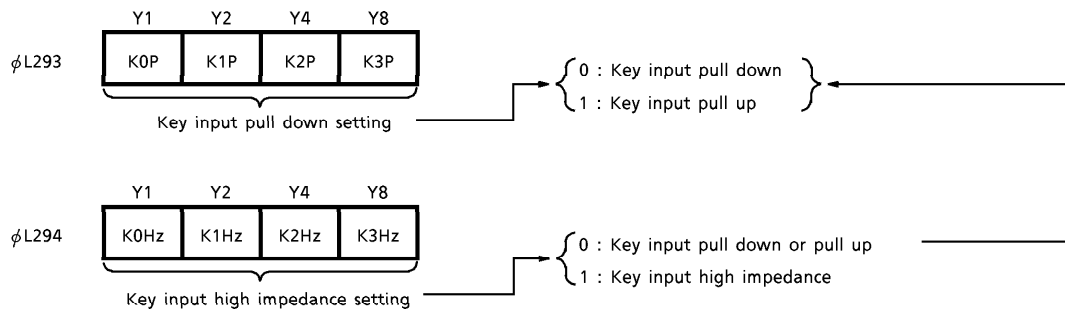 Y1 Y2 Y4 Y8
ϕL293 K0P K1P K2P K3P
0 : Key input pull down
1 : Key input pull up
Key input pull down setting
Y1 Y2 Y4 Y8
ϕL294 K0Hz K1Hz K2Hz K3Hz
0 : Key input pull down or pull up
1 : Key input high impedance
Key input high impedance setting